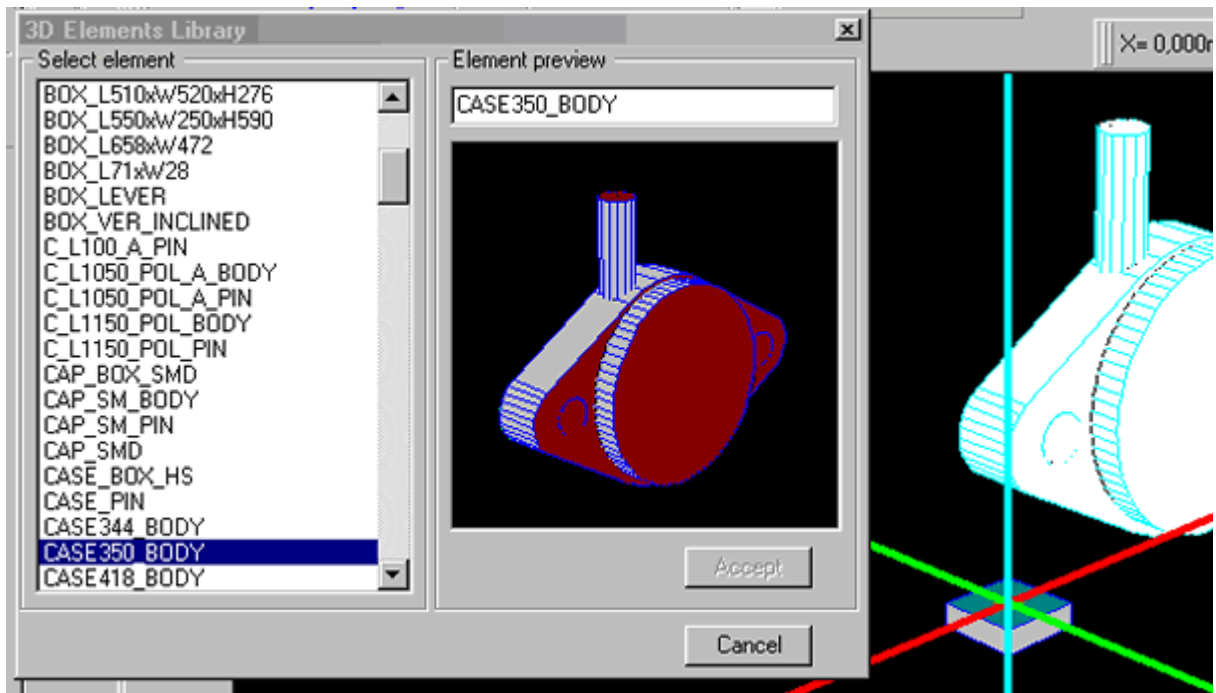 3D Elements Library
Select element
BOX_L510xW520xH276
BOX_L550xW250xH590
BOX_L658xW472
BOX_L71xW28
BOX_LEVER
BOX_VER_INCLINED
C_L100_A_PIN
C_L1050_POL_A_BODY
C_L1050_POL_A_PIN
C_L1150_POL_BODY
C_L1150_POL_PIN
CAP_BOX_SMD
CAP_SM_BODY
CAP_SM_PIN
CAP_SMD
CASE_BOX_HS
CASE_PIN
CASE344_BODY
CASE350_BODY
CASE418_BODY
Element preview
CASE350_BODY
Accept
Cancel
X= 0,000